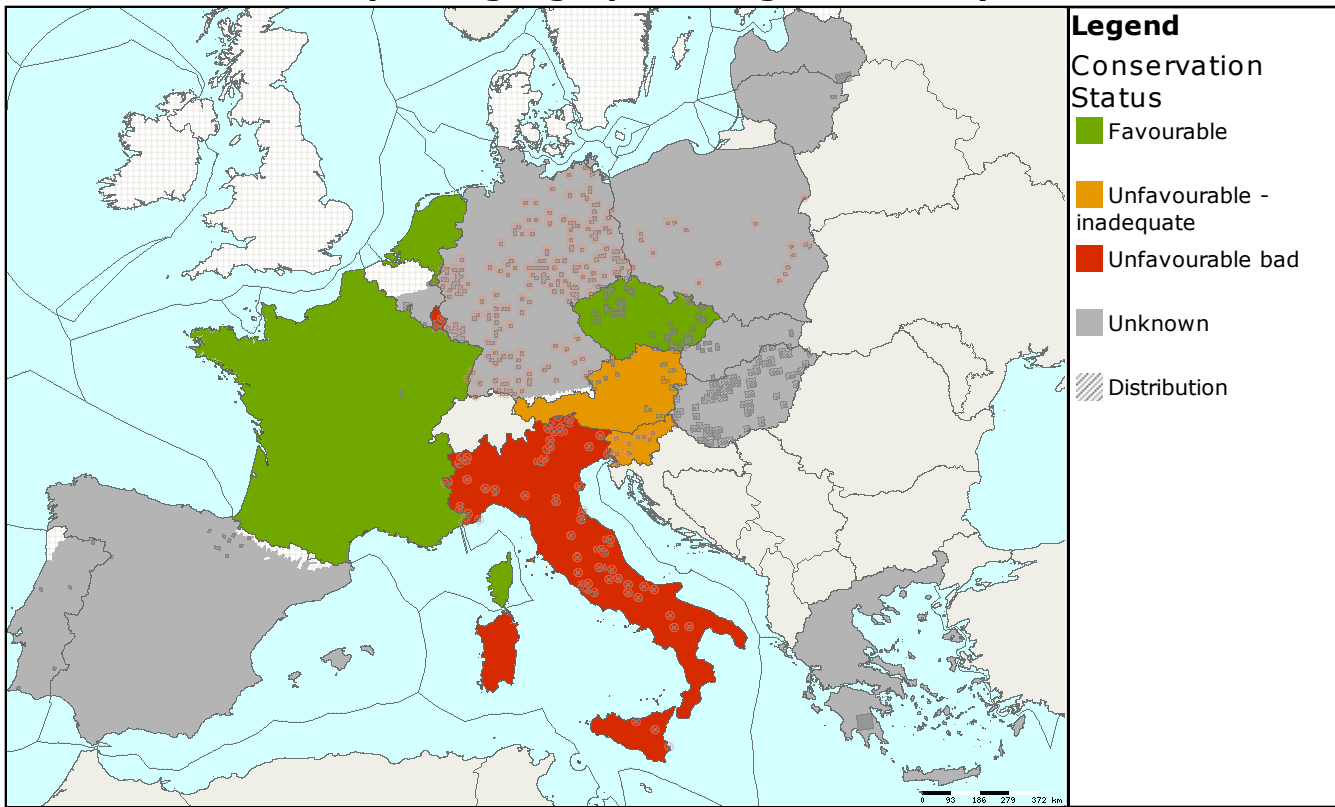 Legend
Conservation
Status
Favourable
Unfavourable -
inadequate
Unfavourable bad
Unknown
Distribution
0 93 186 279 372 km